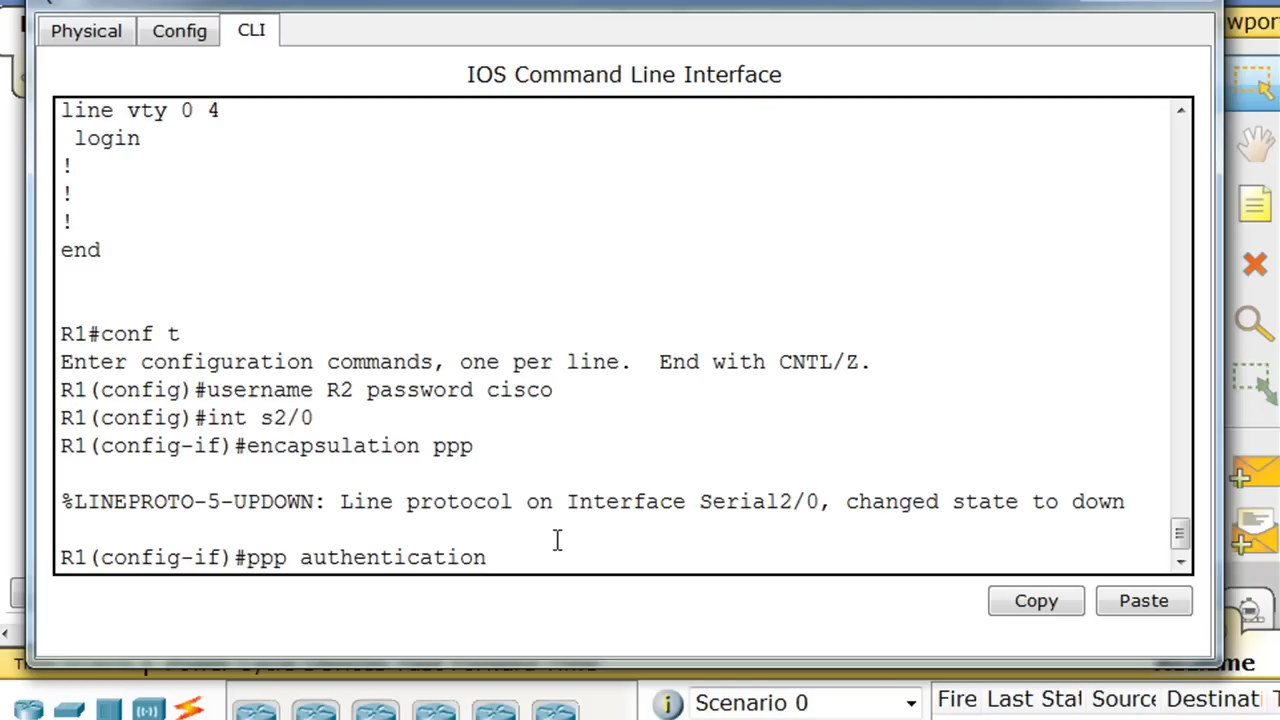 wpor
Physical
Config
CLI
IOS Command Line Interface
line vty 0 4
login
!
!
!
end
R1#conf t
Enter configuration commands, one per line.  End with CNTL/Z.
R1(config)#username R2 password cisco
R1(config)#int s2/0
R1(config-if)#encapsulation ppp
%LINEPROTO-5-UPDOWN: Line protocol on Interface Serial2/0, changed state to down
R1(config-if)#ppp authentication
Copy
Paste
Scenario 0
Fire
Last Stat
Source
Destinati